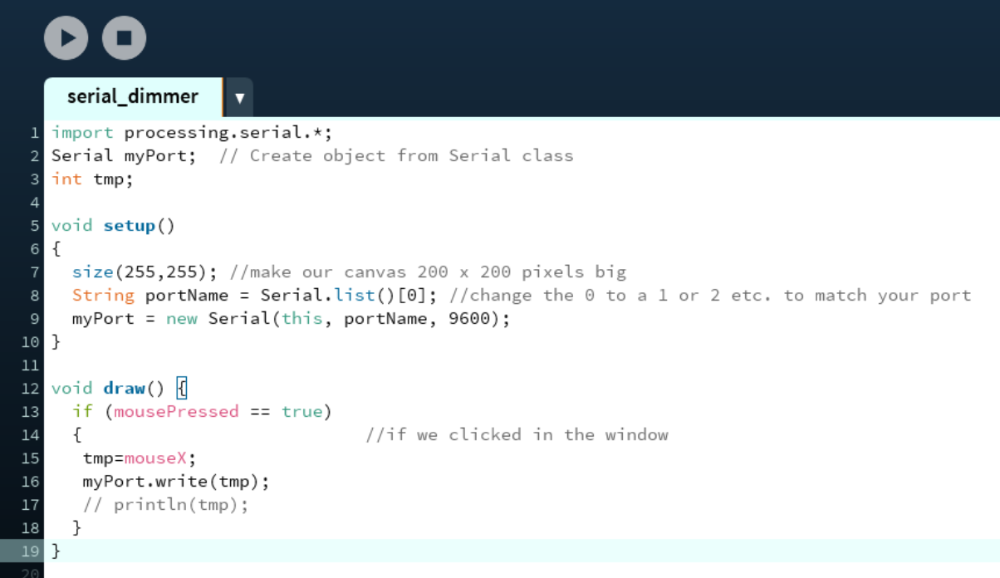 serial_dimmer ▼
1 import processing.serial.*;
2 Serial myPort;  // Create object from Serial class
3 int tmp;
4
5 void setup()
6 {
7   size(255,255); //make our canvas 200 x 200 pixels big
8   String portName = Serial.list()[0]; //change the 0 to a 1 or 2 etc. to match your port
9   myPort = new Serial(this, portName, 9600);
10 }
11
12 void draw() {
13   if (mousePressed == true)
14   {                           //if we clicked in the window
15    tmp=mouseX;
16    myPort.write(tmp);
17    // println(tmp);
18   }
19 }
20